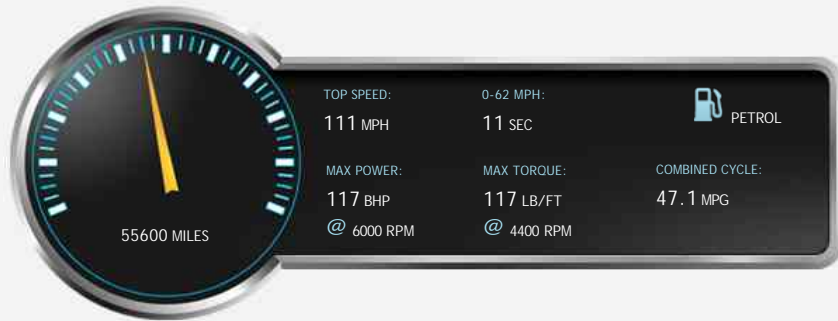 TOP SPEED:
111 MPH
0-62 MPH:
11 SEC
PETROL
MAX POWER:
117 BHP
@ 6000 RPM
MAX TORQUE:
117 LB/FT
@ 4400 RPM
COMBINED CYCLE:
47.1 MPG
55600 MILES